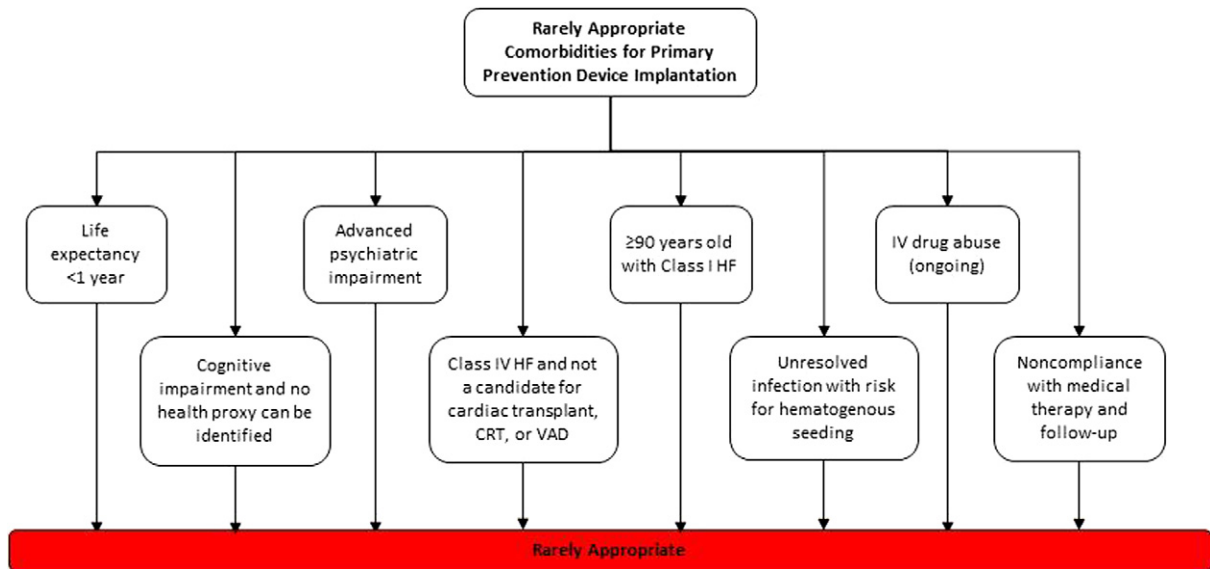 Rarely Appropriate
Comorbidities for Primary
Prevention Device Implantation
Life
expectancy
<1 year
Advanced
psychiatric
impairment
≥90 years old
with Class I HF
IV drug abuse
(ongoing)
Cognitive
impairment and no
health proxy can be
identified
Class IV HF and not
a candidate for
cardiac transplant,
CRT, or VAD
Unresolved
infection with risk
for hematogenous
seeding
Noncompliance
with medical
therapy and
follow-up
Rarely Appropriate